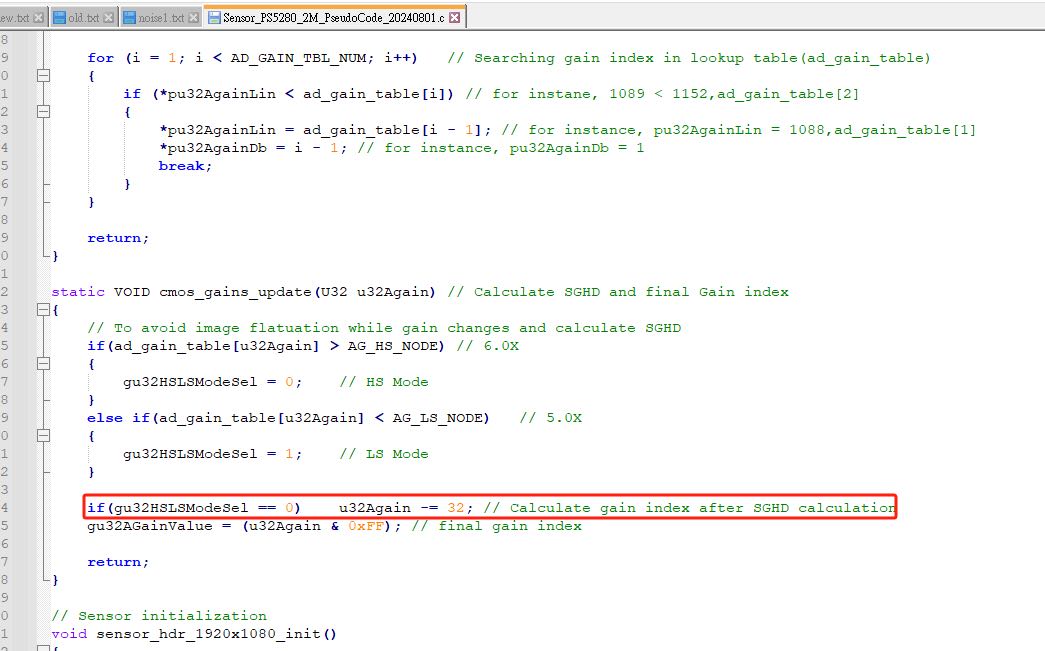 ew.txt old.txt noise1.txt Sensor_PS5280_2M_PseudoCode_20240801.c
8
9 for (i = 1; i < AD_GAIN_TBL_NUM; i++) // Searching gain index in lookup table(ad_gain_table)
0 {
1 if (*pu32AgainLin < ad_gain_table[i]) // for instane, 1089 < 1152,ad_gain_table[2]
2 {
3 *pu32AgainLin = ad_gain_table[i - 1]; // for instance, pu32AgainLin = 1088,ad_gain_table[1]
4 *pu32AgainDb = i - 1; // for instance, pu32AgainDb = 1
5 break;
6 }
7 }
8
9 return;
0 }
1
2 static VOID cmos_gains_update(U32 u32Again) // Calculate SGHD and final Gain index
3 {
4 // To avoid image flatuation while gain changes and calculate SGHD
5 if(ad_gain_table[u32Again] > AG_HS_NODE) // 6.0X
6 {
7 gu32HSLSModeSel = 0; // HS Mode
8 }
9 else if(ad_gain_table[u32Again] < AG_LS_NODE) // 5.0X
0 {
1 gu32HSLSModeSel = 1; // LS Mode
2 }
3
4 if(gu32HSLSModeSel == 0) u32Again -= 32; // Calculate gain index after SGHD calculation
5 gu32AGainValue = (u32Again & 0xFF); // final gain index
6
7 return;
8 }
9
0 // Sensor initialization
1 void sensor_hdr_1920x1080_init()